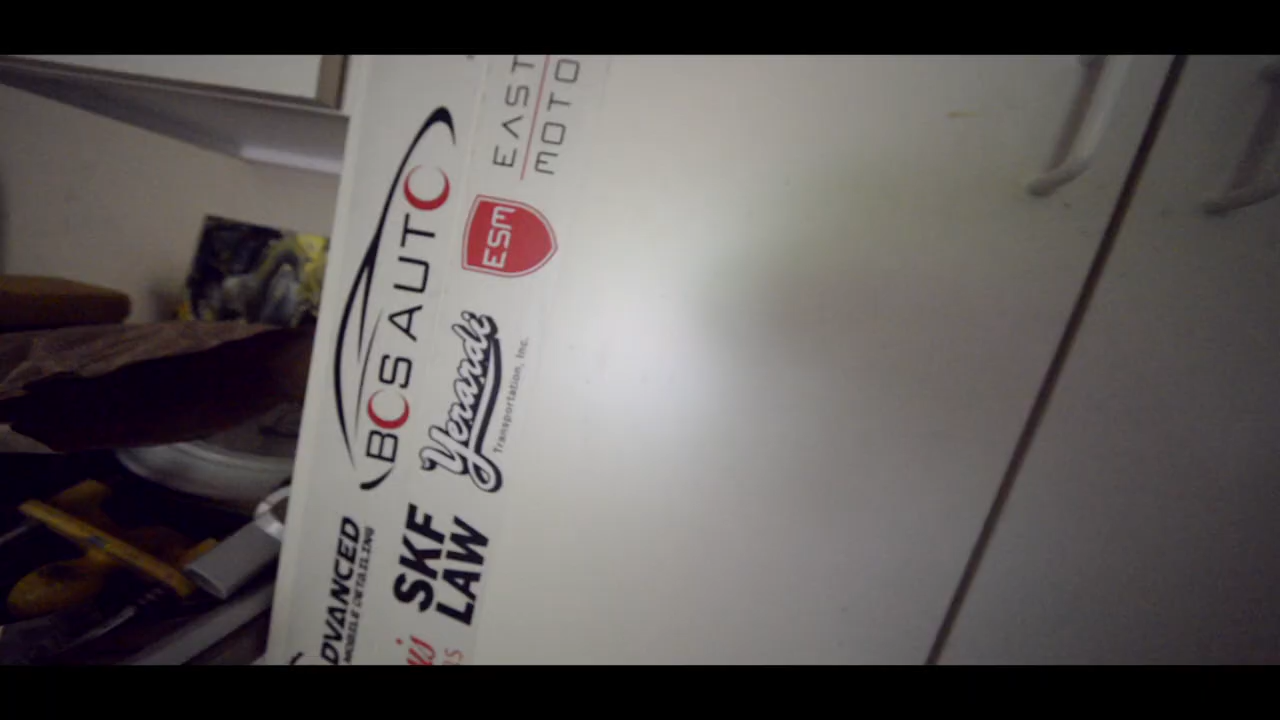 EAST
MOTO
ESM
BOS AUTO
Yerardi
Transportation, Inc.
SKF
LAW
DVANCED
MOBILE DETAILING